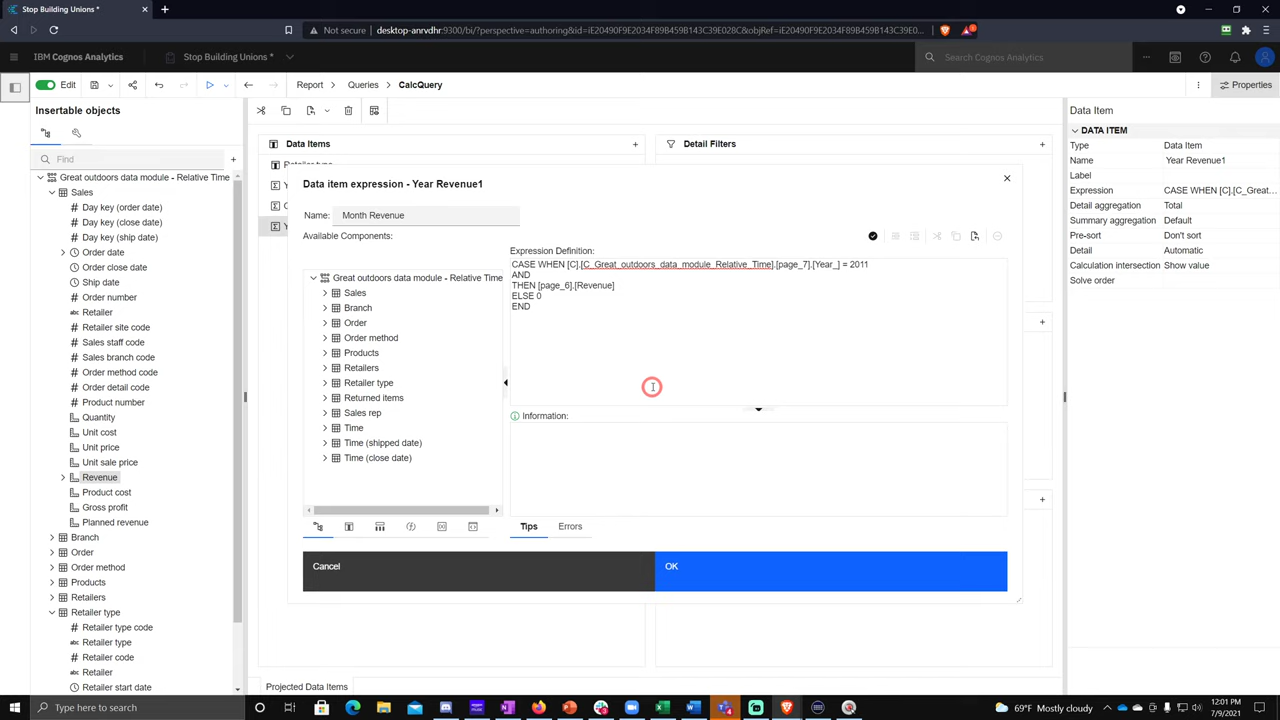 Stop Building Unions *
Not secure | desktop-anrvdhr:9300/bi/?perspective=authoring&id=iE20490F9E2034F89B459B143C39E028C&objRef=iE20490F9E2034F89B459B143C39E028C&...
IBM Cognos Analytics
Stop Building Unions *
Search Cognos Analytics
Edit
Report
Queries
CalcQuery
Properties
Insertable objects
Find
Great outdoors data module - Relative Time
Sales
Day key (order date)
Day key (close date)
Day key (ship date)
Order date
Order close date
Ship date
Order number
Retailer
Retailer site code
Sales staff code
Sales branch code
Order method code
Order detail code
Product number
Quantity
Unit cost
Unit price
Unit sale price
Revenue
Product cost
Gross profit
Planned revenue
Branch
Order
Order method
Products
Retailers
Retailer type
Retailer type code
Retailer type
Retailer code
Retailer
Retailer start date
Data Items
Detail Filters
Data item expression - Year Revenue1
Name:
Month Revenue
Available Components:
Great outdoors data module - Relative Time
Sales
Branch
Order
Order method
Products
Retailers
Retailer type
Returned items
Sales rep
Time
Time (shipped date)
Time (close date)
Expression Definition:
CASE WHEN [C].[C_Great_outdoors_data_module_Relative_Time].[page_7].[Year_] = 2011
AND
THEN [page_6].[Revenue]
ELSE 0
END
Information:
Tips
Errors
Cancel
OK
Projected Data Items
Data Item
DATA ITEM
Type Data Item
Name Year Revenue1
Label
Expression CASE WHEN [C].[C_Great...
Detail aggregation Total
Summary aggregation Default
Pre-sort Don't sort
Detail Automatic
Calculation intersection Show value
Solve order
Type here to search
69°F Mostly cloudy
12:01 PM
7/9/2021